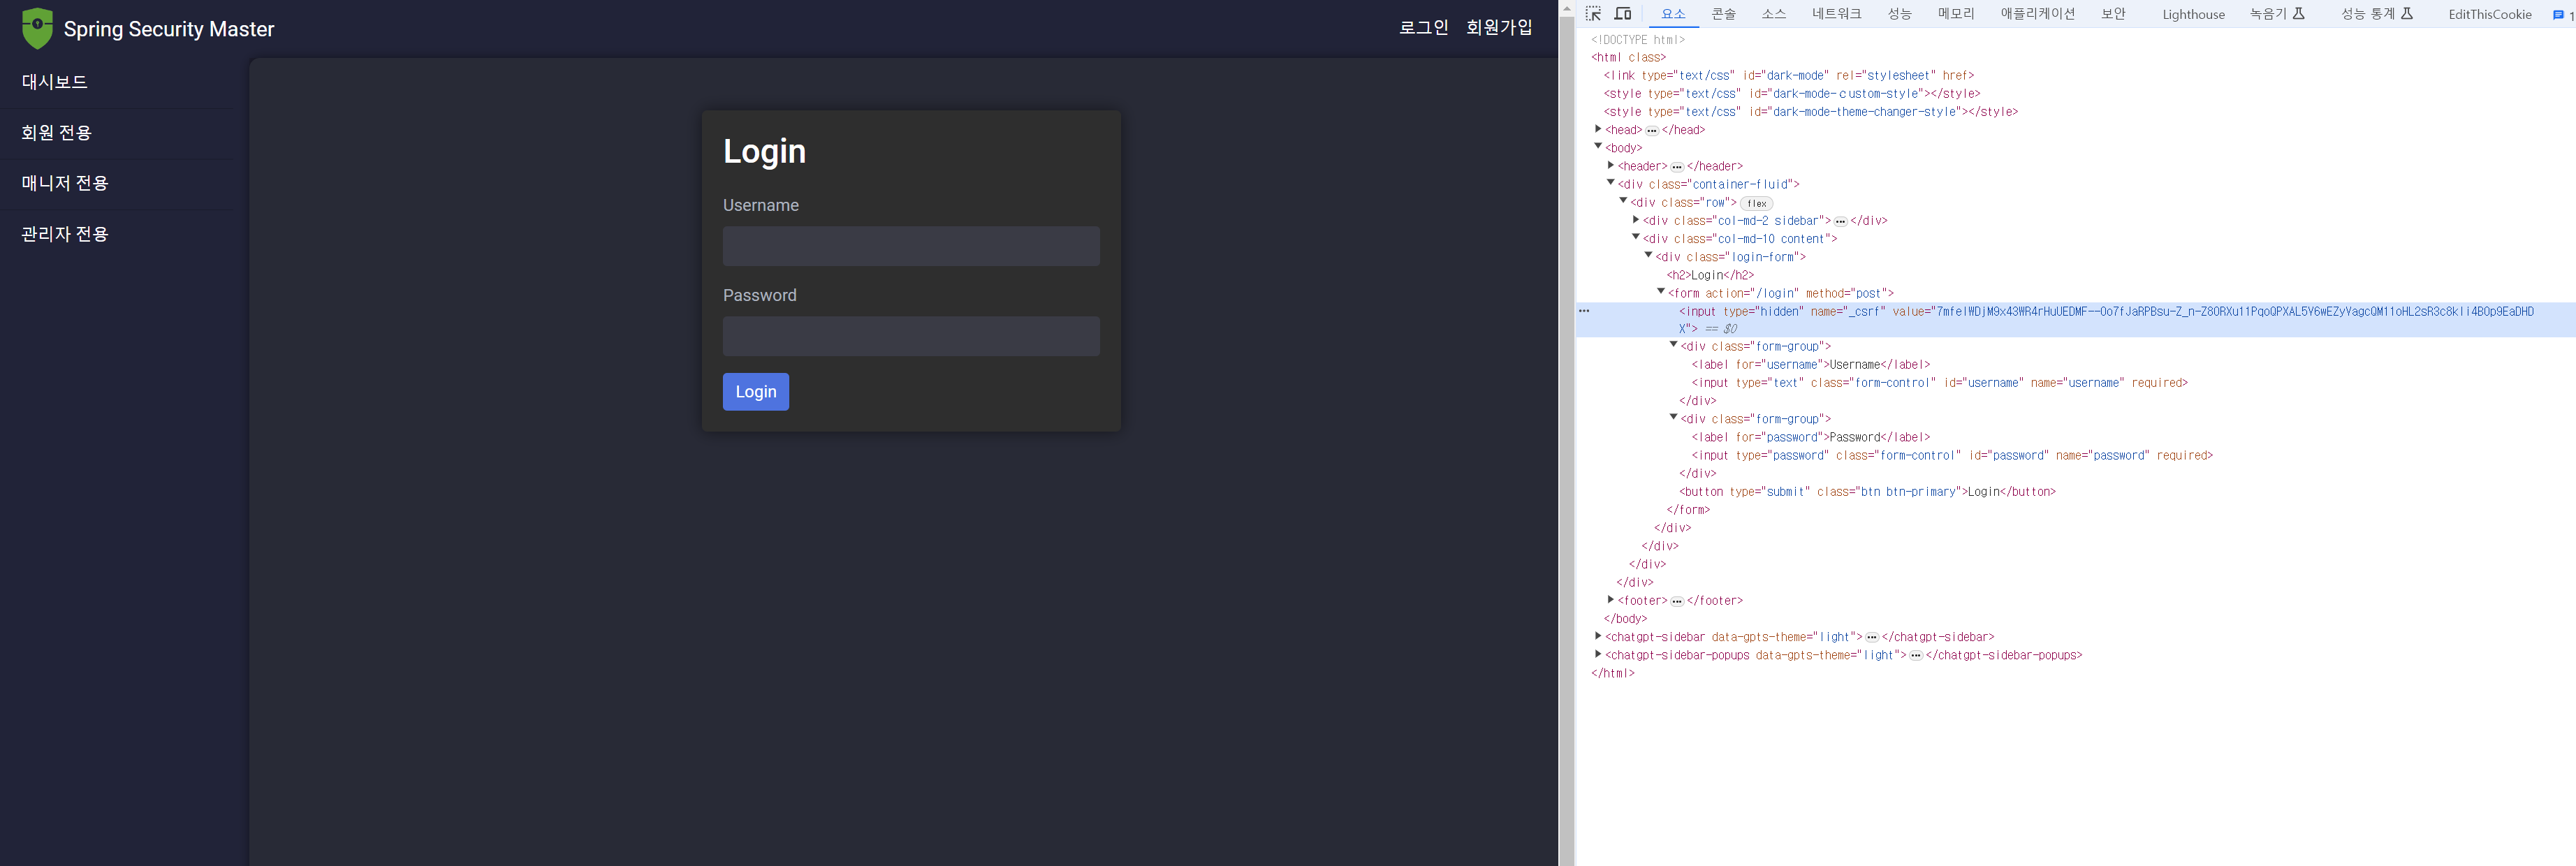 Spring Security Master
로그인 회원가입
대시보드
회원 전용
매니저 전용
관리자 전용
Login
Username
Password
Login
요소 콘솔 소스 네트워크 성능 메모리 애플리케이션 보안 Lighthouse 녹음기 성능 통계 EditThisCookie 1
<!DOCTYPE html>
<html class>
<link type="text/css" id="dark-mode" rel="stylesheet" href>
<style type="text/css" id="dark-mode-custom-style"></style>
<style type="text/css" id="dark-mode-theme-changer-style"></style>
<head>…</head>
<body>
<header>…</header>
<div class="container-fluid">
<div class="row"> flex
<div class="col-md-2 sidebar">…</div>
<div class="col-md-10 content">
<div class="login-form">
<h2>Login</h2>
<form action="/login" method="post">
<input type="hidden" name="_csrf" value=
X"> == $0
<div class="form-group">
<label for="username">Username</label>
<input type="text" class="form-control" id="username" name="username" required>
</div>
<div class="form-group">
<label for="password">Password</label>
<input type="password" class="form-control" id="password" name="password" required>
</div>
<button type="submit" class="btn btn-primary">Login</button>
</form>
</div>
</div>
</div>
</div>
<footer>…</footer>
</body>
<chatgpt-sidebar data-gpts-theme="light">…</chatgpt-sidebar>
<chatgpt-sidebar-popups data-gpts-theme="light">…</chatgpt-sidebar-popups>
</html>